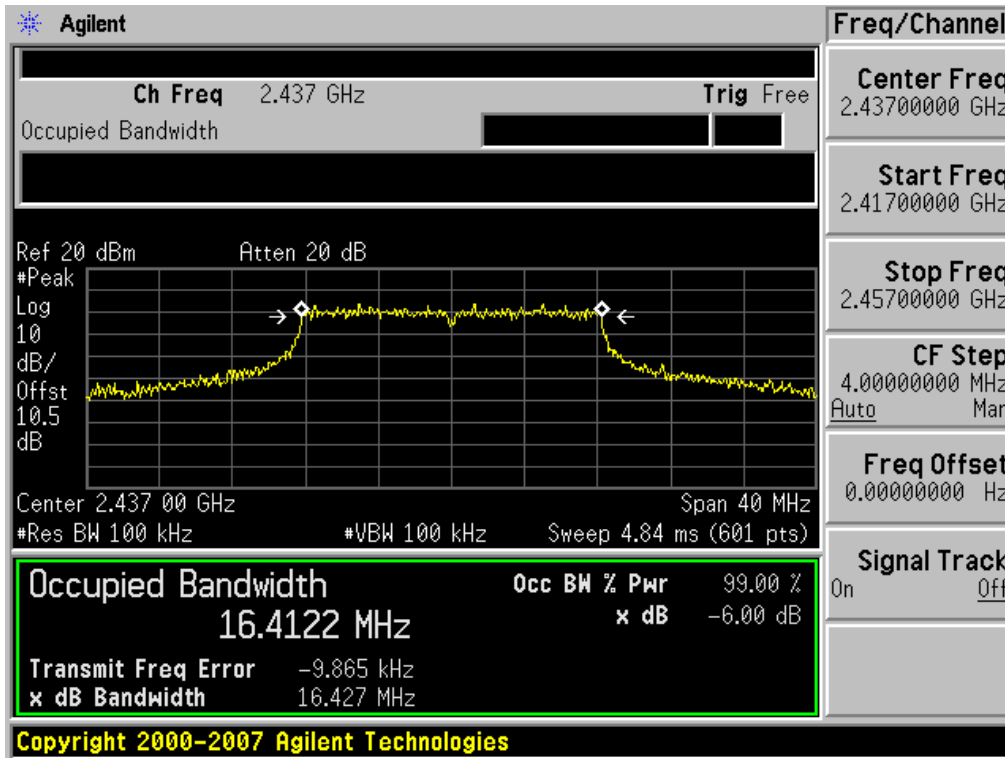 Agilent
Freq/Channel
Ch Freq 2.437 GHz Trig Free
Occupied Bandwidth
Center Freq
2.43700000 GHz
Start Freq
2.41700000 GHz
Stop Freq
2.45700000 GHz
CF Step
4.00000000 MHz
Auto Man
Freq Offset
0.00000000 Hz
Signal Track
On Off
Ref 20 dBm Atten 20 dB
#Peak
Log
10
dB/
Offst
10.5
dB
Center 2.437 00 GHz Span 40 MHz
#Res BW 100 kHz #VBW 100 kHz Sweep 4.84 ms (601 pts)
Occupied Bandwidth
16.4122 MHz
Occ BW % Pwr 99.00 %
x dB -6.00 dB
Transmit Freq Error -9.865 kHz
x dB Bandwidth 16.427 MHz
Copyright 2000-2007 Agilent Technologies